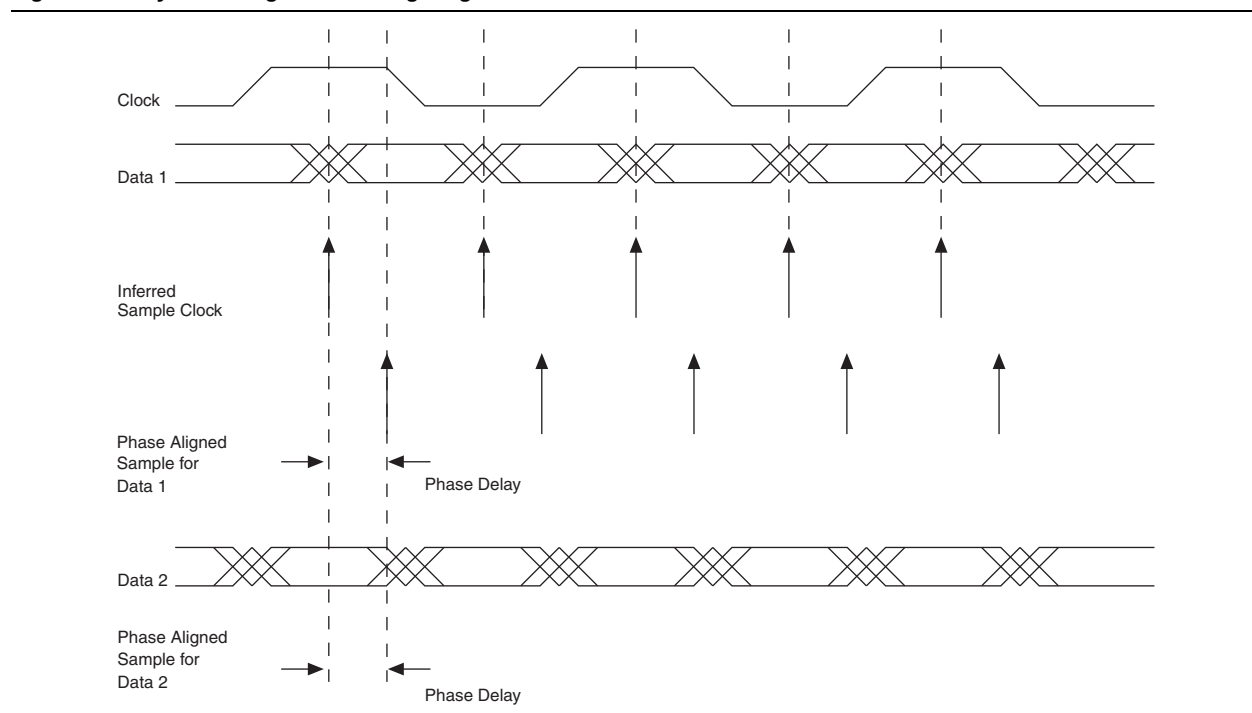 Clock
Data 1
Inferred
Sample Clock
Phase Aligned
Sample for
Data 1
Phase Delay
Data 2
Phase Aligned
Sample for
Data 2
Phase Delay